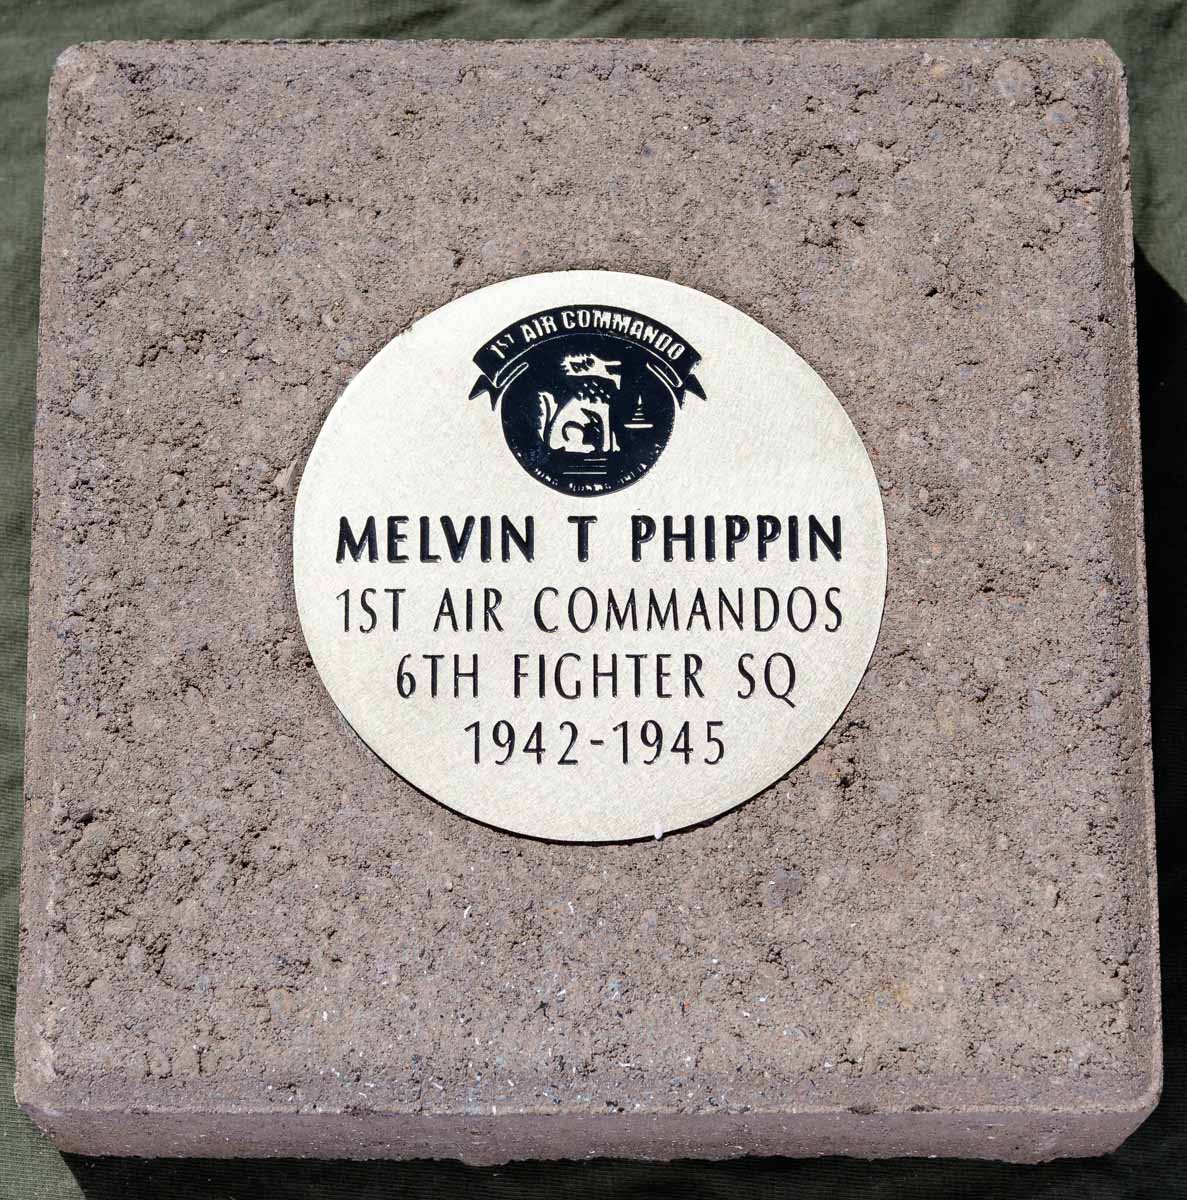 1ST AIR COMMANDO
MELVIN T PHIPPIN
1ST AIR COMMANDOS
6TH FIGHTER SQ
1942-1945